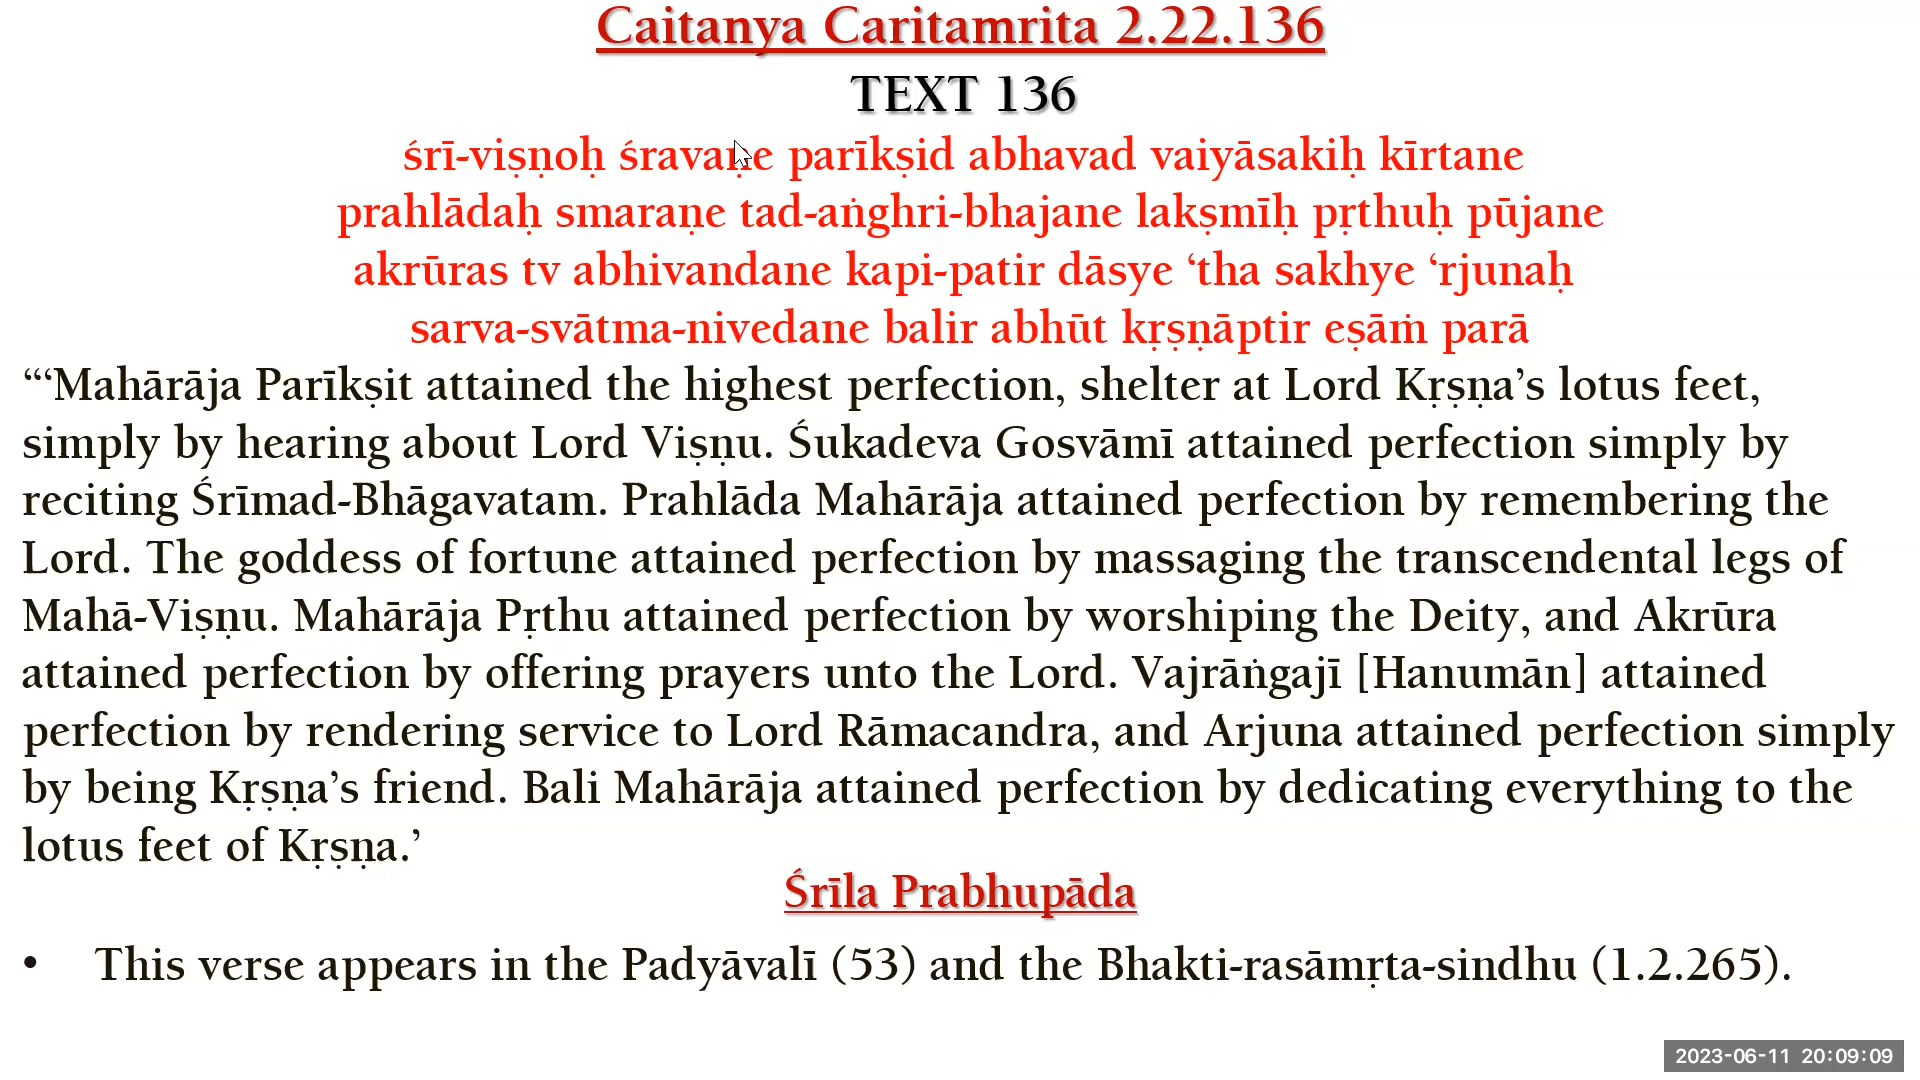 Caitanya Caritamrita 2.22.136
TEXT 136
śrī-viṣṇoḥ śravaṇe parīkṣid abhavad vaiyāsakiḥ kīrtane
prahlādaḥ smaraṇe tad-aṅghri-bhajane lakṣmīḥ pṛthuḥ pūjane
akrūras tv abhivandane kapi-patir dāsye ‘tha sakhye ‘rjunaḥ
sarva-svātma-nivedane balir abhūt kṛṣṇāptir eṣāṁ parā
“‘Mahārāja Parīkṣit attained the highest perfection, shelter at Lord Kṛṣṇa’s lotus feet,
simply by hearing about Lord Viṣṇu. Śukadeva Gosvāmī attained perfection simply by
reciting Śrīmad-Bhāgavatam. Prahlāda Mahārāja attained perfection by remembering the
Lord. The goddess of fortune attained perfection by massaging the transcendental legs of
Mahā-Viṣṇu. Mahārāja Pṛthu attained perfection by worshiping the Deity, and Akrūra
attained perfection by offering prayers unto the Lord. Vajrāṅgajī [Hanumān] attained
perfection by rendering service to Lord Rāmacandra, and Arjuna attained perfection simply
by being Kṛṣṇa’s friend. Bali Mahārāja attained perfection by dedicating everything to the
lotus feet of Kṛṣṇa.’
Śrīla Prabhupāda
• This verse appears in the Padyāvalī (53) and the Bhakti-rasāmṛta-sindhu (1.2.265).
2023-06-11 20:09:09